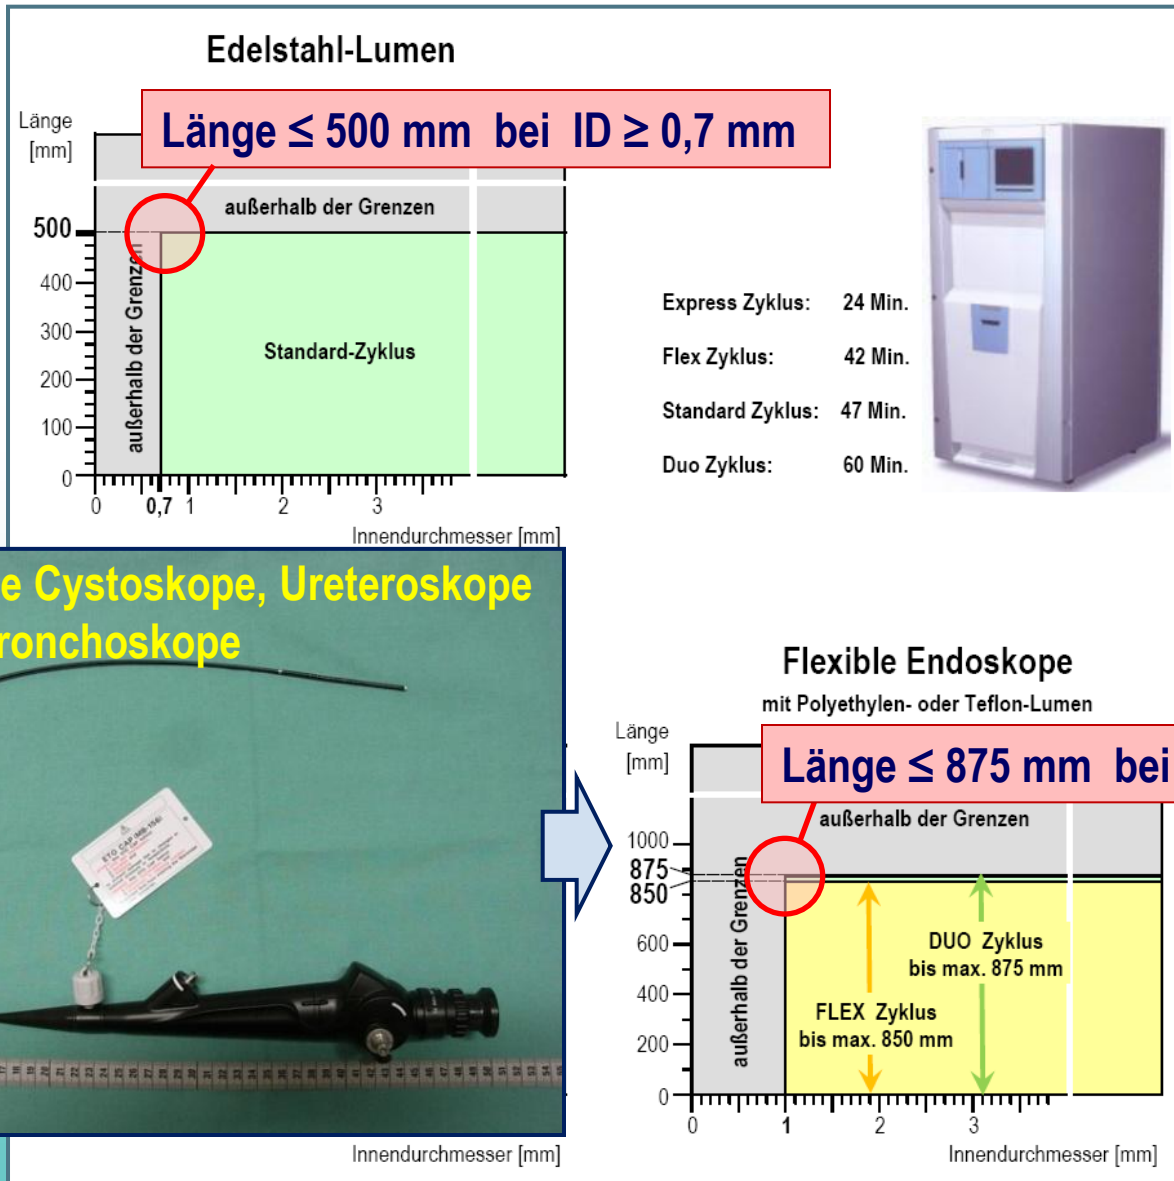 Edelstahl-Lumen
Länge
[mm]
Länge ≤ 500 mm bei ID ≥ 0,7 mm
außerhalb der Grenzen
500
400
300
200
100
0
außerhalb der Grenzen
Standard-Zyklus
0 0,7 1 2 3
Innendurchmesser [mm]
Express Zyklus: 24 Min.
Flex Zyklus: 42 Min.
Standard Zyklus: 47 Min.
Duo Zyklus: 60 Min.
e Cystoskope, Ureteroskope
ronchoskope
ETO CAP (MB-156)
Innendurchmesser [mm]
Flexible Endoskope
mit Polyethylen- oder Teflon-Lumen
Länge
[mm]
Länge ≤ 875 mm bei
außerhalb der Grenzen
1000
875
850
600
400
200
0
außerhalb der Grenzen
DUO Zyklus
bis max. 875 mm
FLEX Zyklus
bis max. 850 mm
0 1 2 3
Innendurchmesser [mm]